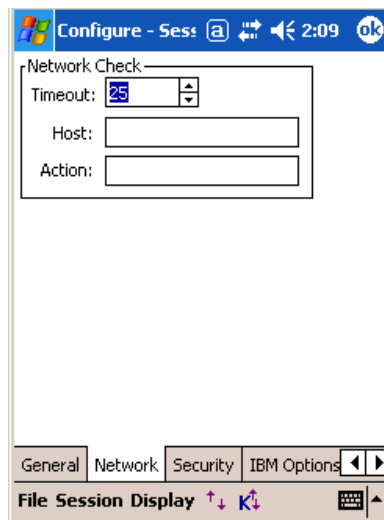 Configure - Sess a 2:09 ok
Network Check
Timeout: 25
Host:
Action:
General Network Security IBM Options
File Session Display K